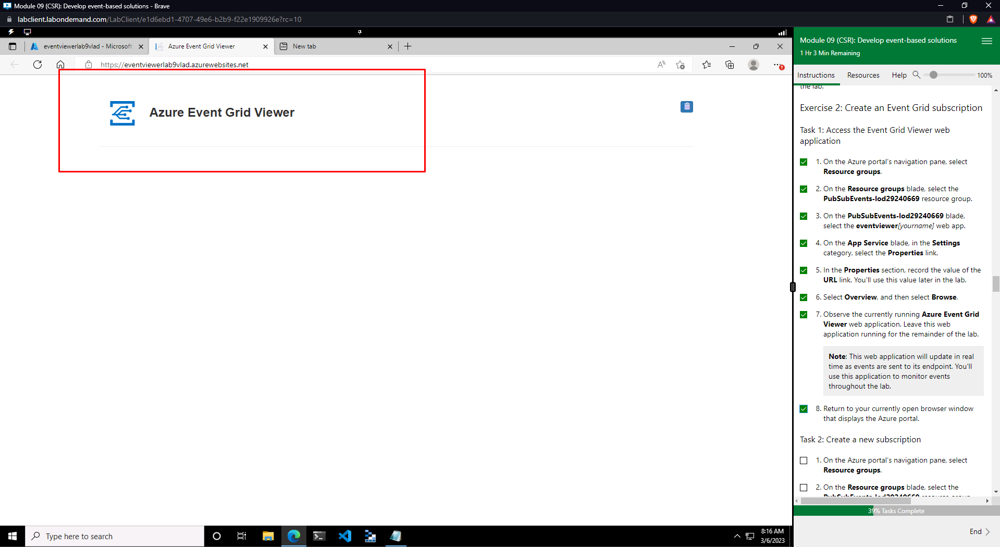 Module 09 (CSR): Develop event-based solutions - Brave
labclient.labondemand.com/LabClient/e1d6ebd1-4707-49e6-b2b9-f22e1909926e?rc=10
eventviewerlab9vlad - Microsoft
Azure Event Grid Viewer
New tab
https://eventviewerlab9vlad.azurewebsites.net
Azure Event Grid Viewer
Module 09 (CSR): Develop event-based solutions
1 Hr 3 Min Remaining
Instructions
Resources
Help
100%
the lab.
Exercise 2: Create an Event Grid subscription
Task 1: Access the Event Grid Viewer web
application
1. On the Azure portal's navigation pane, select
Resource groups.
2. On the Resource groups blade, select the
PubSubEvents-lod29240669 resource group.
3. On the PubSubEvents-lod29240669 blade,
select the eventviewer[yourname] web app.
4. On the App Service blade, in the Settings
category, select the Properties link.
5. In the Properties section, record the value of the
URL link. You'll use this value later in the lab.
6. Select Overview, and then select Browse.
7. Observe the currently running Azure Event Grid
Viewer web application. Leave this web
application running for the remainder of the lab.
Note: This web application will update in real
time as events are sent to its endpoint. You'll
use this application to monitor events
throughout the lab.
8. Return to your currently open browser window
that displays the Azure portal.
Task 2: Create a new subscription
1. On the Azure portal's navigation pane, select
Resource groups.
2. On the Resource groups blade, select the
PubSubEvents-lod29240669 resource group.
39% Tasks Complete
End
Type here to search
8:16 AM
3/6/2023